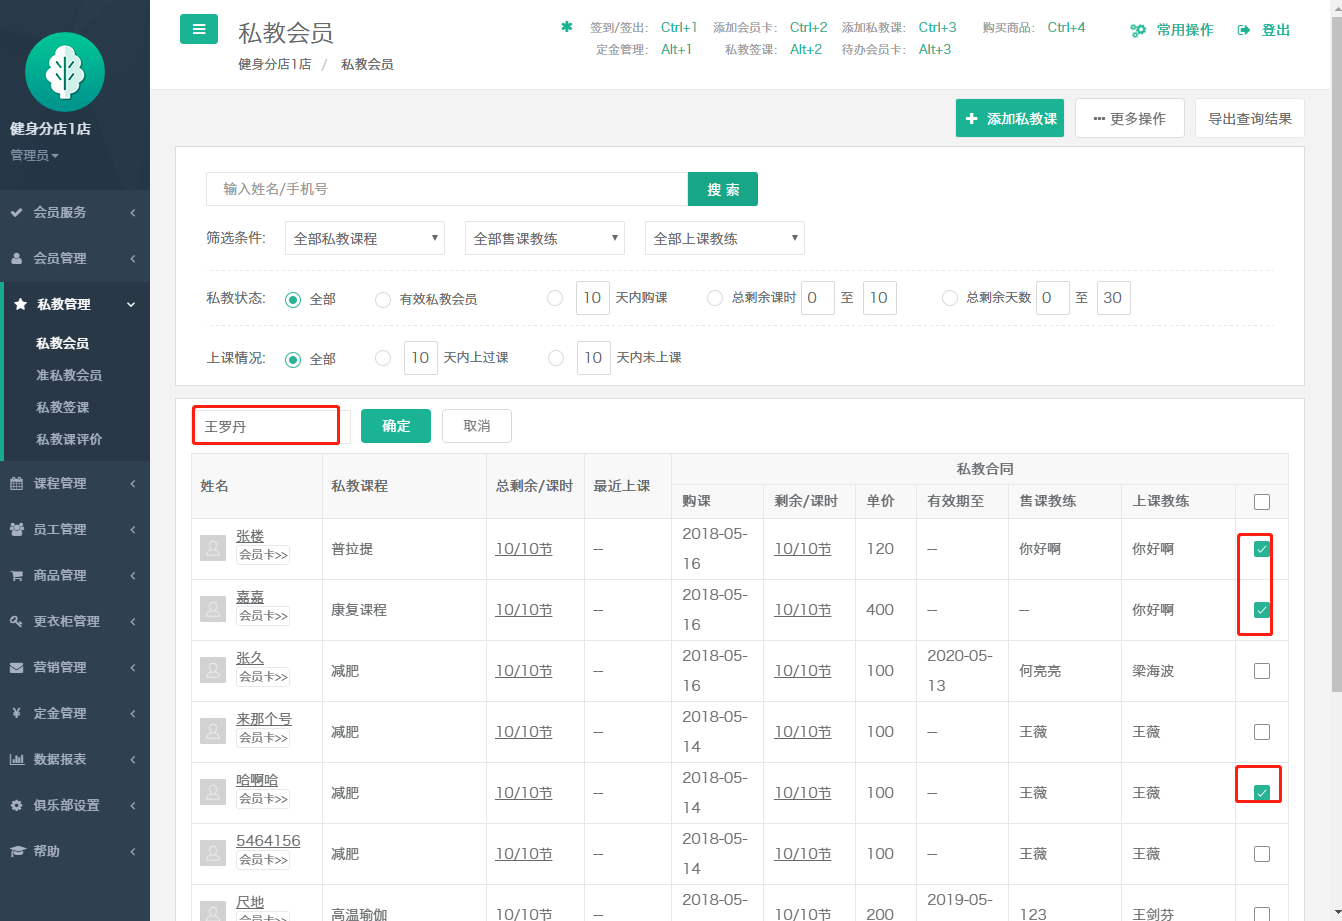 健身分店1店
管理员
会员服务
会员管理
私教管理
私教会员
准私教会员
私教签课
私教课评价
课程管理
员工管理
商品管理
更衣柜管理
营销管理
定金管理
数据报表
俱乐部设置
帮助
私教会员
健身分店1店 / 私教会员
签到/签出: Ctrl+1 添加会员卡: Ctrl+2 添加私教课: Ctrl+3 购买商品: Ctrl+4
定金管理: Alt+1 私教签课: Alt+2 待办会员卡: Alt+3
常用操作 登出
添加私教课 更多操作 导出查询结果
输入姓名/手机号 搜 索
筛选条件: 全部私教课程 全部售课教练 全部上课教练
私教状态: 全部 有效私教会员 10 天内购课 总剩余课时 0 至 10 总剩余天数 0 至 30
上课情况: 全部 10 天内上过课 10 天内未上课
王罗丹 确定 取消
姓名 私教课程 总剩余/课时 最近上课 私教合同
购课 剩余/课时 单价 有效期至 售课教练 上课教练
张楼 会员卡>> 普拉提 10/10节 -- 2018-05-16 10/10节 120 -- 你好啊 你好啊
嘉嘉 会员卡>> 康复课程 10/10节 -- 2018-05-16 10/10节 400 -- -- 你好啊
张久 会员卡>> 减肥 10/10节 -- 2018-05-16 10/10节 100 2020-05-13 何亮亮 梁海波
来那个号 会员卡>> 减肥 10/10节 -- 2018-05-14 10/10节 100 -- 王薇 王薇
哈啊哈 会员卡>> 减肥 10/10节 -- 2018-05-14 10/10节 100 -- 王薇 王薇
5464156 会员卡>> 减肥 10/10节 -- 2018-05-14 10/10节 100 -- 王薇 王薇
尺地 会员卡>> 高温瑜伽 10/10节 -- 2018-05- 10/10节 200 2019-05- 123 王剑芬